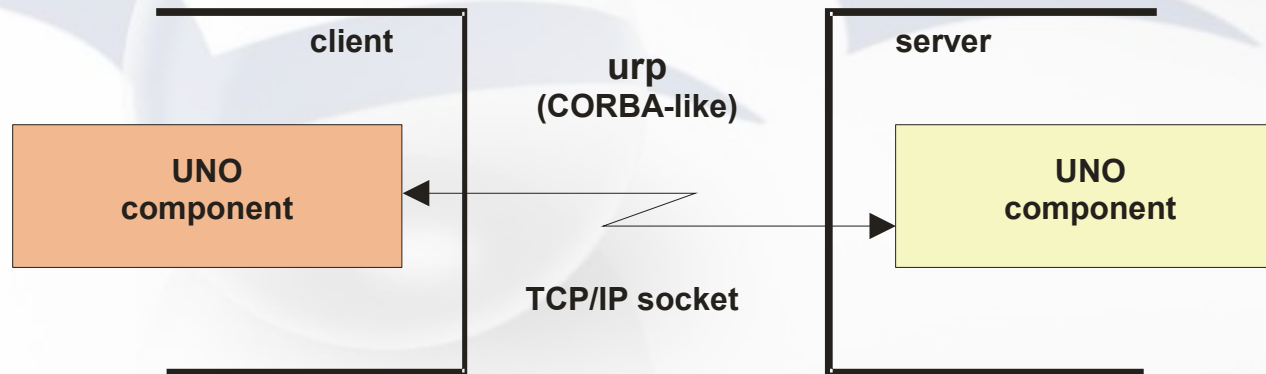 client
server
urp
(CORBA-like)
UNO
component
UNO
component
TCP/IP socket